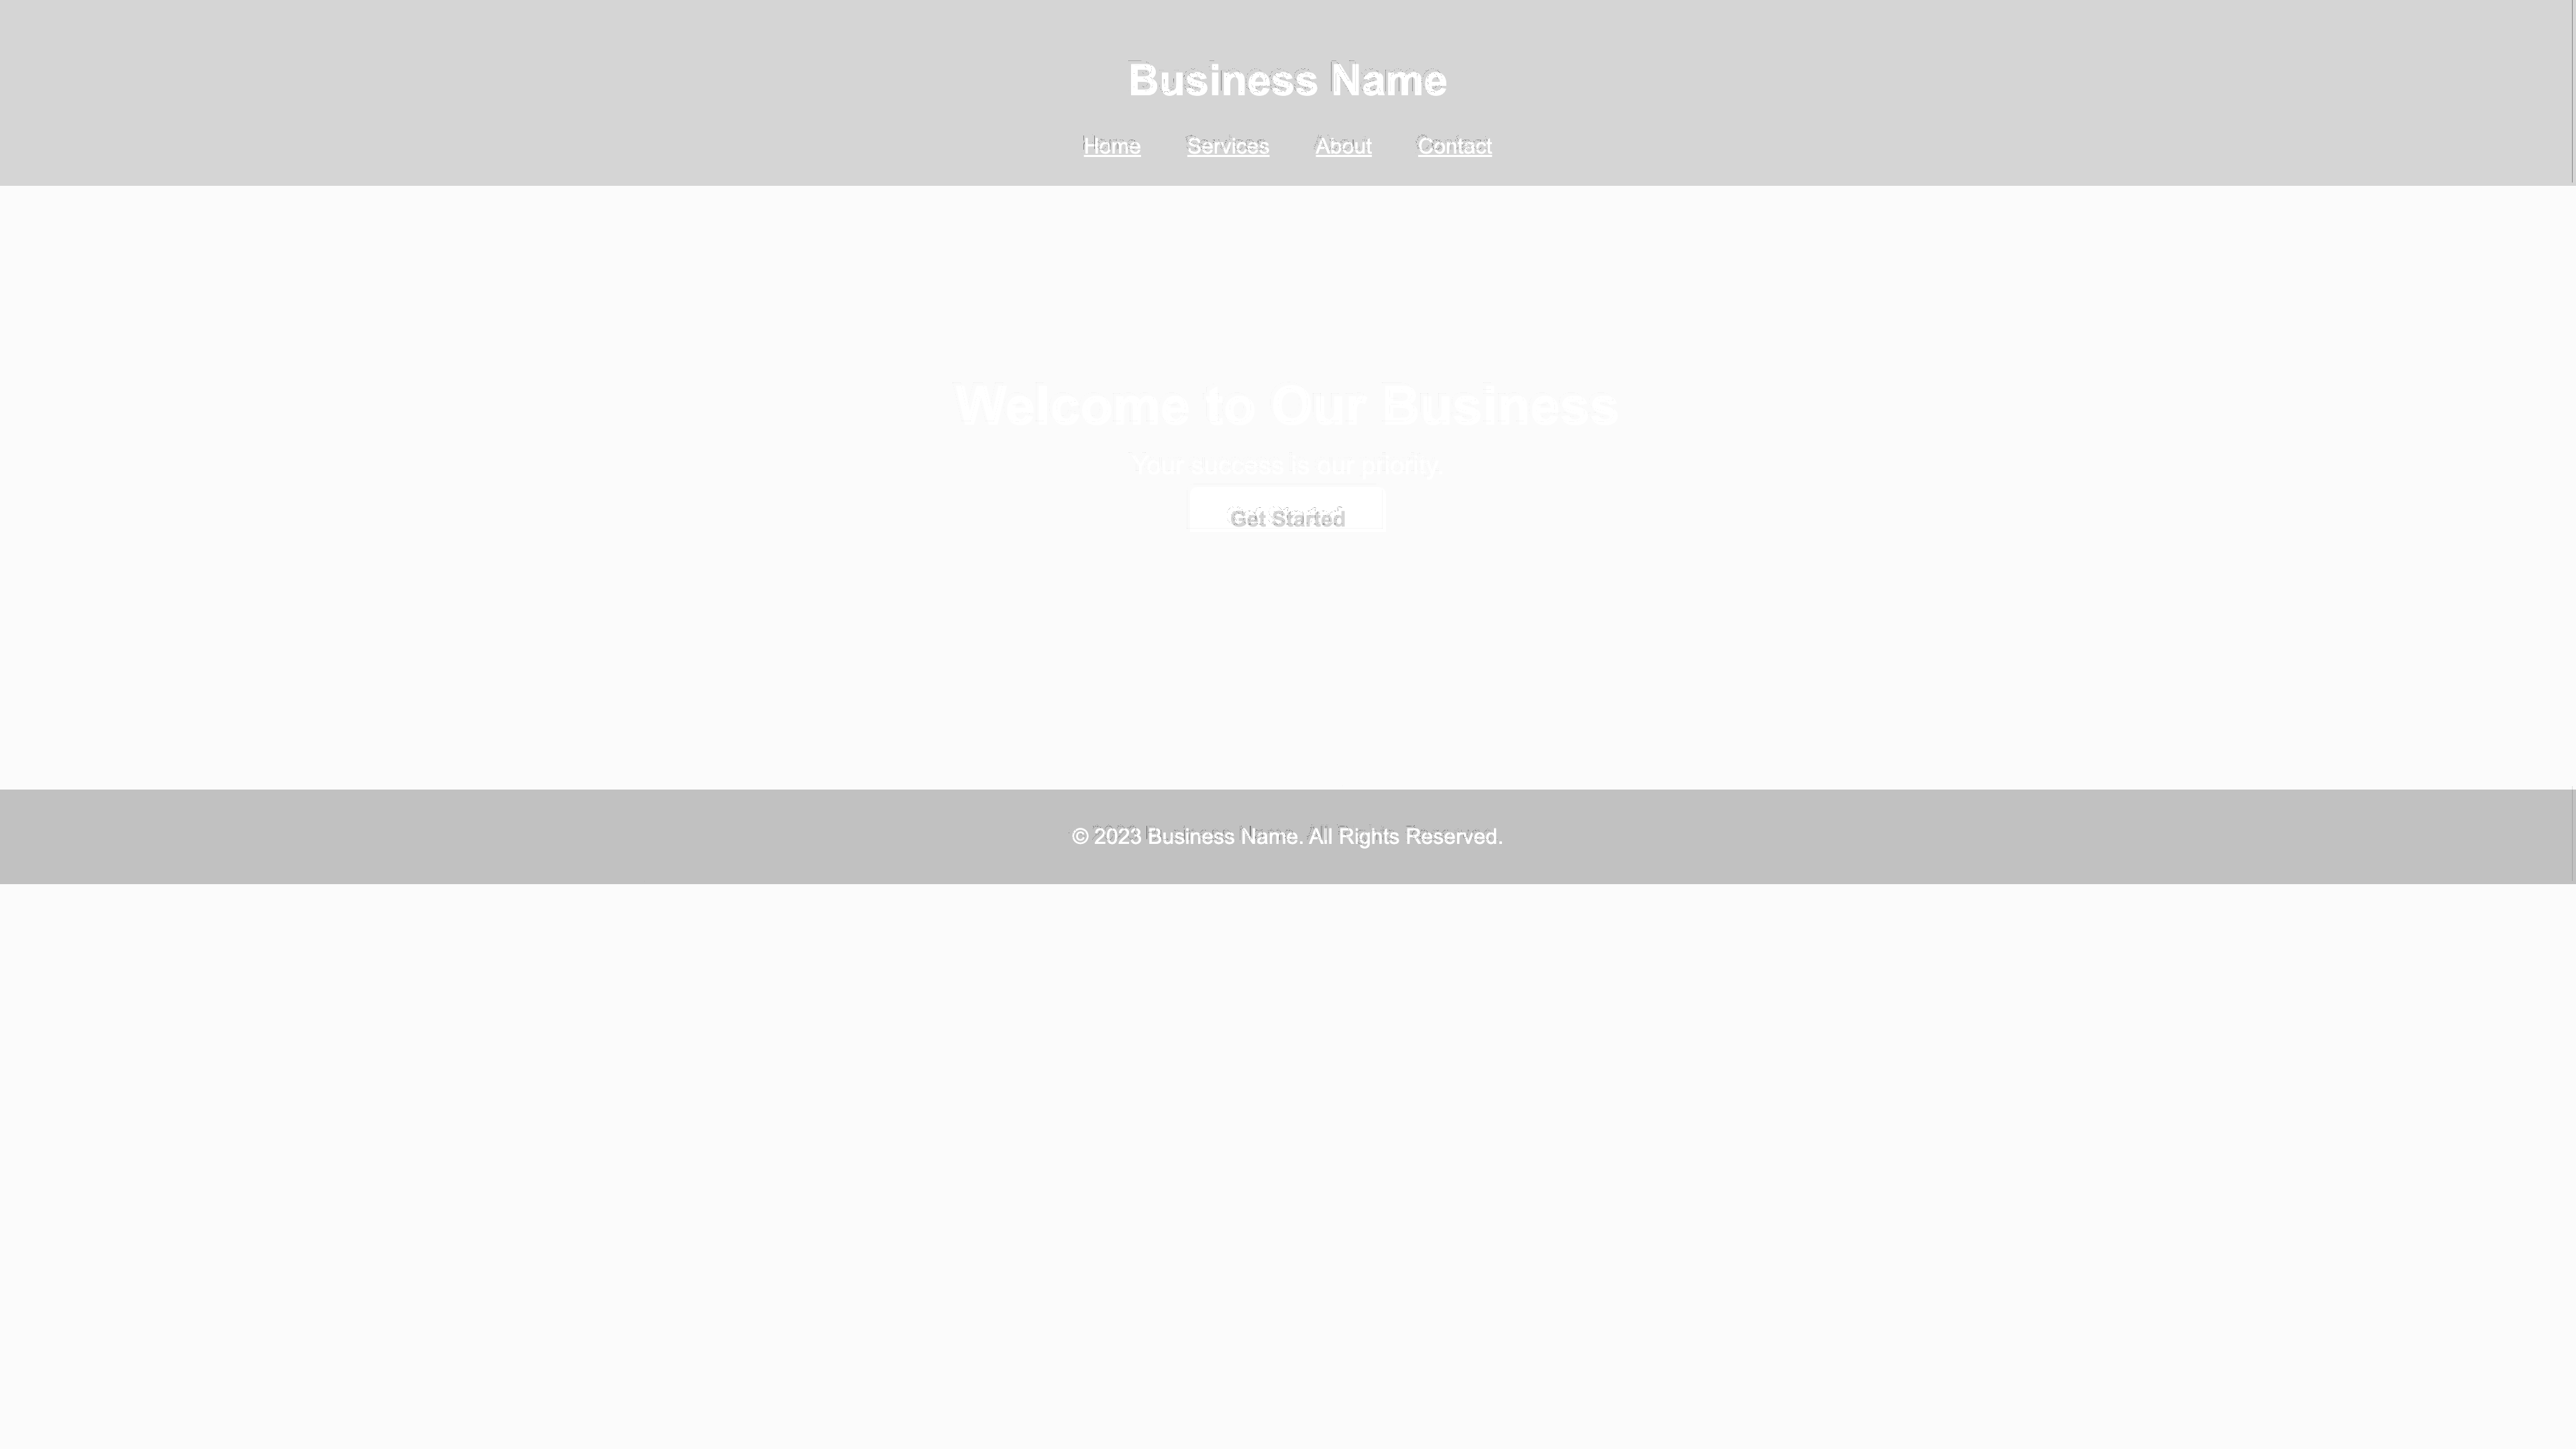 Business Name
Home Services About Contact
Welcome to Our Business
Your success is our priority.
Get Started
© 2023 Business Name. All Rights Reserved.